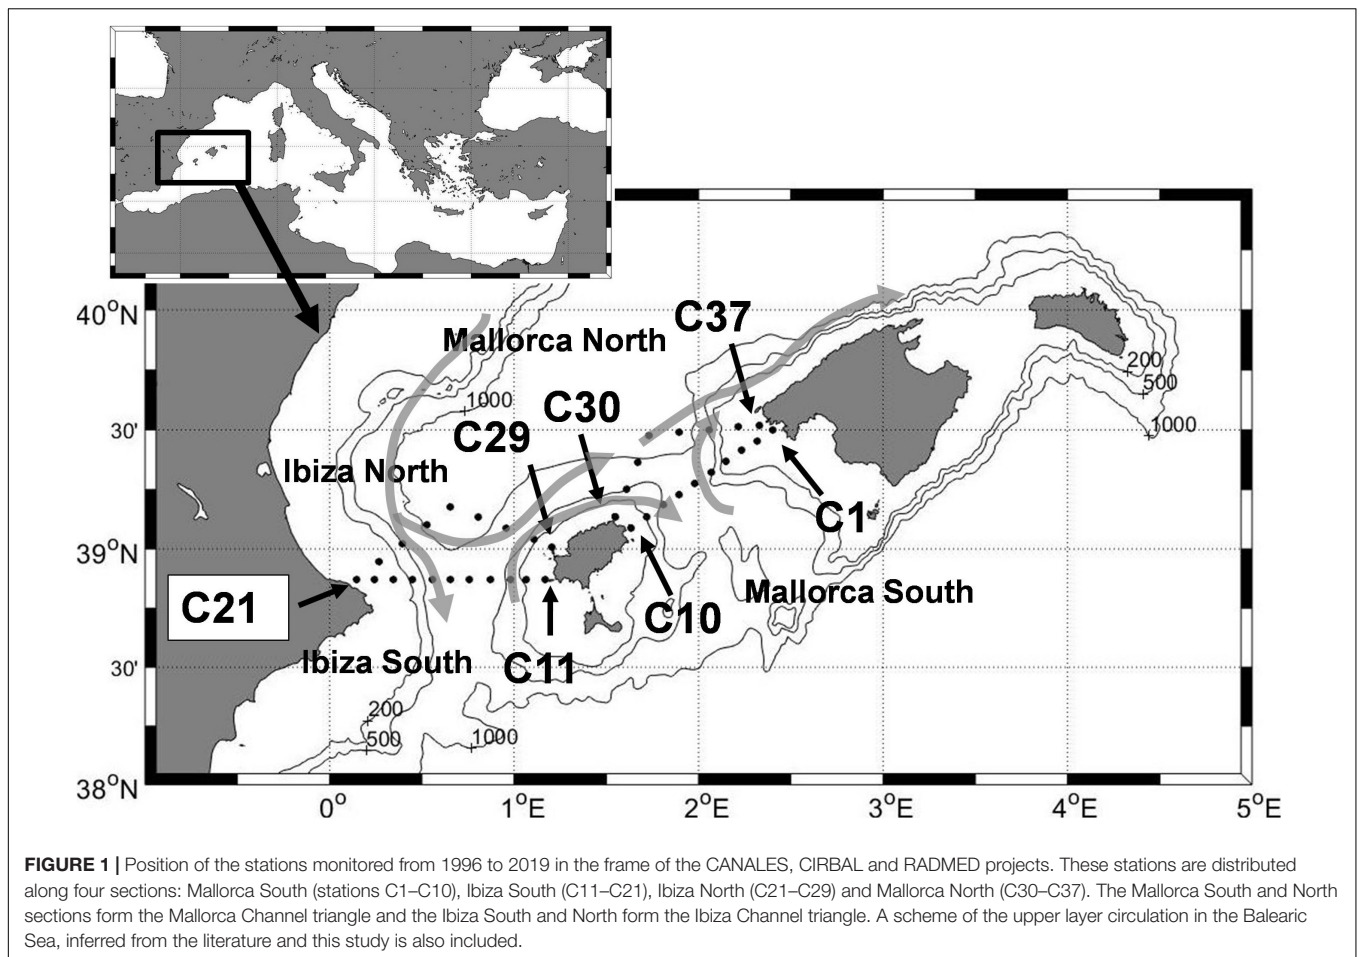 40°N
Mallorca North
C37
1000
C30
C29
30'
Ibiza North
200
500
1000
C1
39°N
C21
C10
Mallorca South
C11
Ibiza South
30'
200
500
1000
38°N
0°
1°E
2°E
3°E
4°E
5°E
FIGURE 1 | Position of the stations monitored from 1996 to 2019 in the frame of the CANALES, CIRBAL and RADMED projects. These stations are distributed
along four sections: Mallorca South (stations C1–C10), Ibiza South (C11–C21), Ibiza North (C21–C29) and Mallorca North (C30–C37). The Mallorca South and North
sections form the Mallorca Channel triangle and the Ibiza South and North form the Ibiza Channel triangle. A scheme of the upper layer circulation in the Balearic
Sea, inferred from the literature and this study is also included.